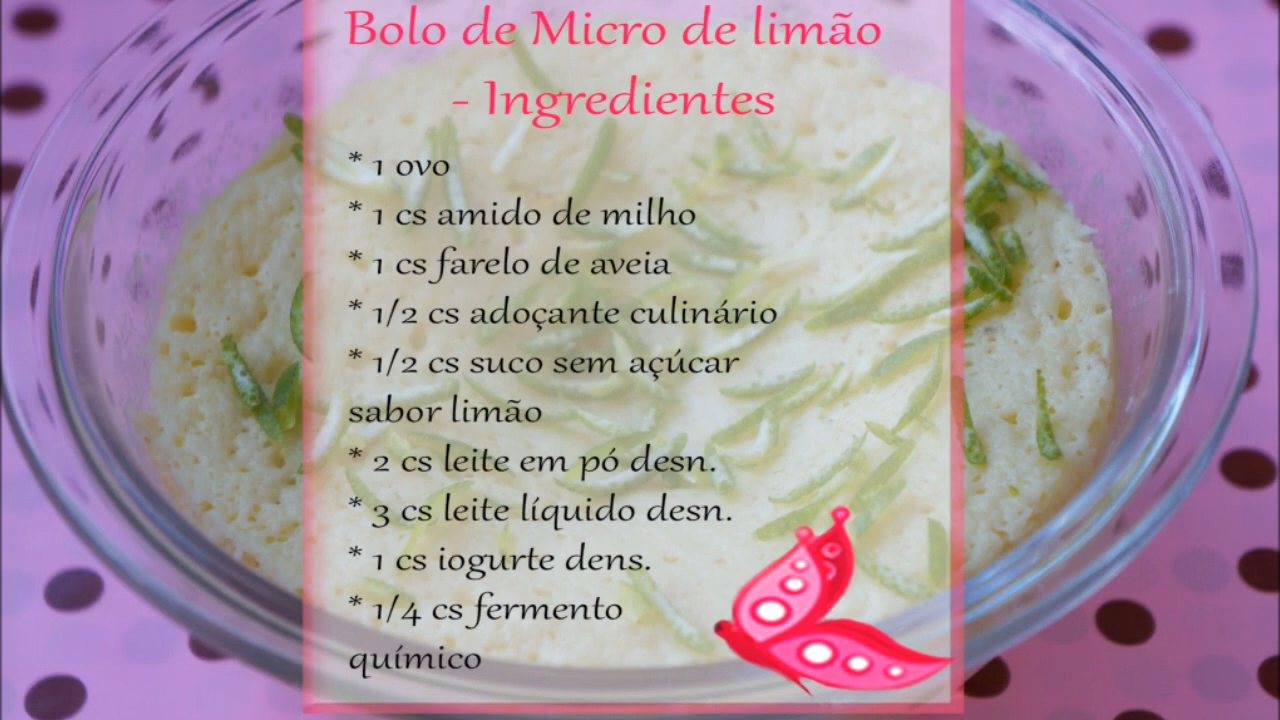 Bolo de Micro de limão
- Ingredientes
* 1 ovo
* 1 cs amido de milho
* 1 cs farelo de aveia
* 1/2 cs adoçante culinário
* 1/2 cs suco sem açúcar
sabor limão
* 2 cs leite em pó desn.
* 3 cs leite líquido desn.
* 1 cs iogurte dens.
* 1/4 cs fermento
químico